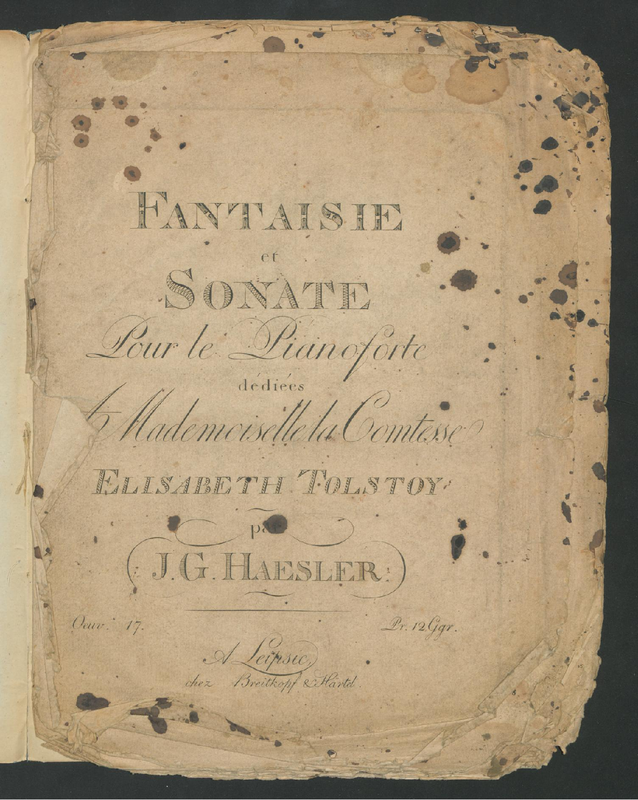 FANTAISIE
et
SONATE
Pour le Pianoforte
dédiées
A Mademoiselle la Comtesse
ELISABETH TOLSTOY
par
J. G. HAESLER.
Oeuv: 17. Pr. 12 Ggr.
A Leipsic
chez Breitkopf & Härtel